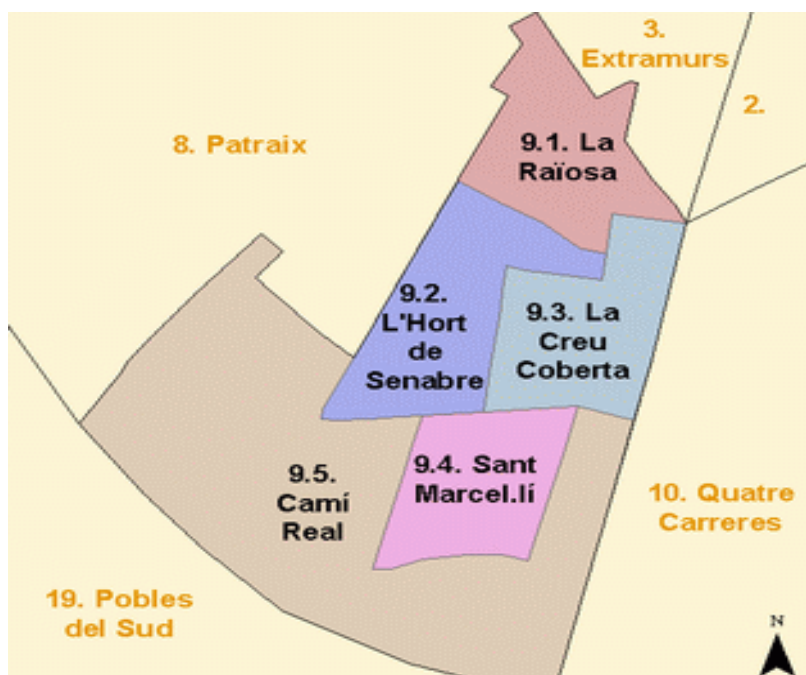 3.
Extramurs
2.
8. Patraix
9.1. La
Raïosa
9.2.
L'Hort
de
Senabre
9.3. La
Creu
Coberta
9.4. Sant
Marcel.lí
9.5.
Camí
Real
10. Quatre
Carreres
19. Pobles
del Sud
N